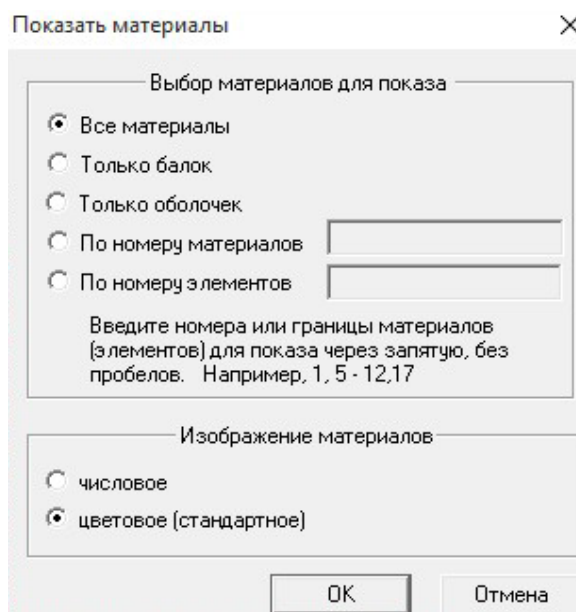 Показать материалы
Выбор материалов для показа
Все материалы
Только балок
Только оболочек
По номеру материалов
По номеру элементов
Введите номера или границы материалов
(элементов) для показа через запятую, без
пробелов. Например, 1, 5 - 12,17
Изображение материалов
числовое
цветовое (стандартное)
OK
Отмена